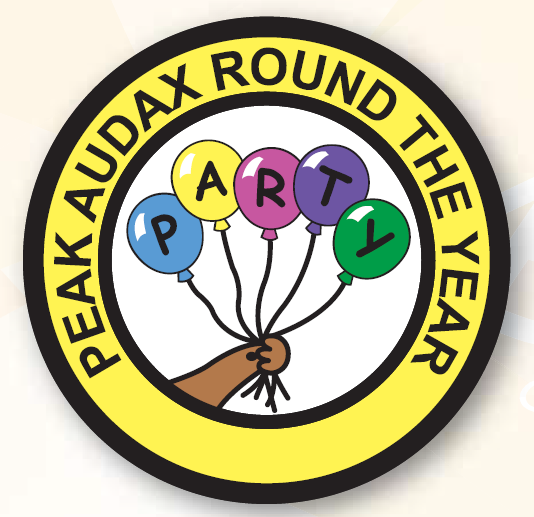 PEAK AUDAX ROUND THE YEAR
PARTY